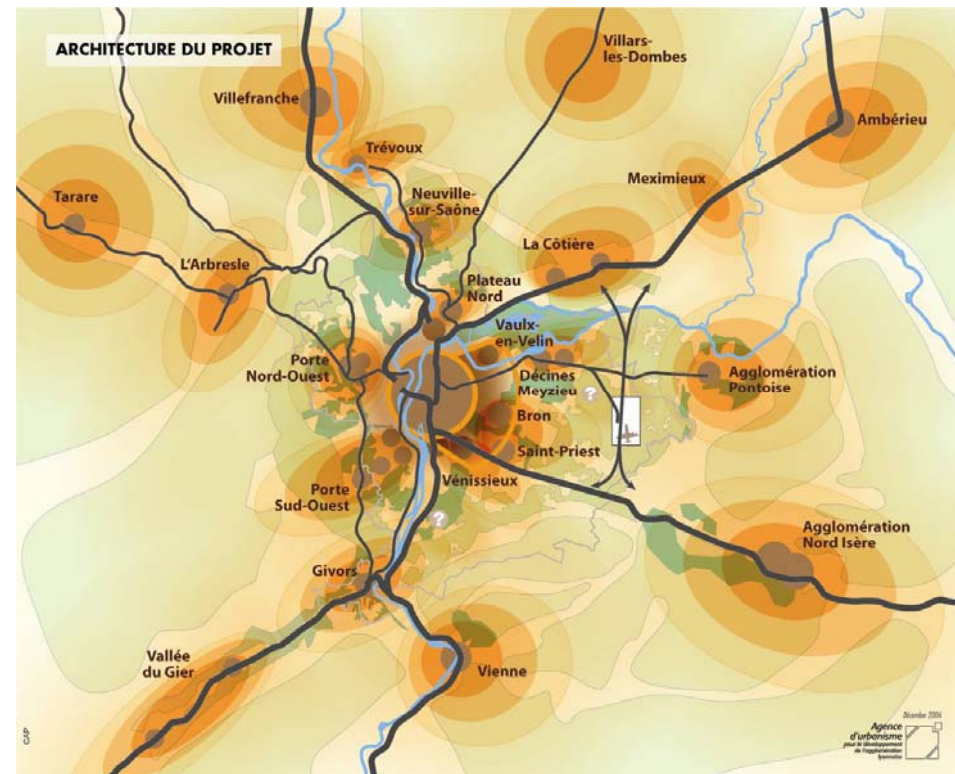 ARCHITECTURE DU PROJET
Villars-
les-Dombes
Villefranche
Ambérieu
Trévoux
Meximieux
Neuville-
sur-Saône
Tarare
La Côtière
L'Arbresle
Plateau
Nord
Vaulx-
en-Velin
Porte
Nord-Ouest
Décines
Meyzieu
Agglomération
Pontoise
?
Bron
Saint-Priest
Vénissieux
Porte
Sud-Ouest
?
Agglomération
Nord Isère
Givors
Vallée
du Gier
Vienne
CAP
Décembre 2006
Agence
d'urbanisme
pour le développement
de l'agglomération
lyonnaise